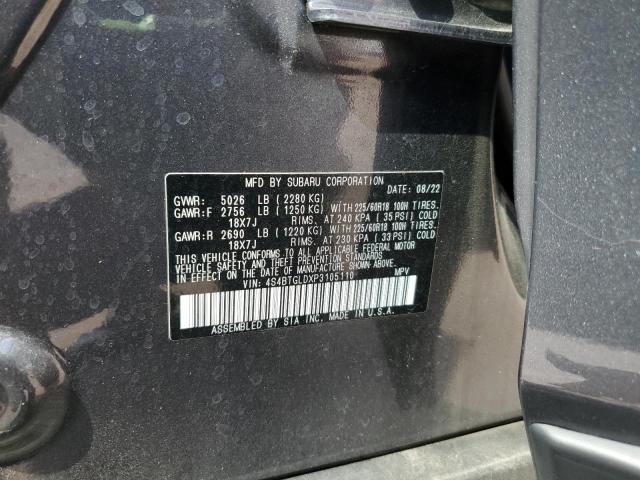 MFD BY SUBARU CORPORATION
DATE: 08/22
GVWR: 5026 LB ( 2280 KG)
GAWR:F 2756 LB ( 1250 KG) WITH 225/60R18 100H TIRES.
18X7J RIMS. AT 240 KPA ( 35 PSI) COLD
GAWR:R 2690 LB ( 1220 KG) WITH 225/60R18 100H TIRES.
18X7J RIMS. AT 230 KPA ( 33 PSI) COLD
THIS VEHICLE CONFORMS TO ALL APPLICABLE FEDERAL MOTOR
VEHICLE SAFETY AND THEFT PREVENTION STANDARDS
IN EFFECT ON THE DATE OF MANUFACTURE SHOWN ABOVE.
VIN: 4S4BTGLDXP3105110 MPV
ASSEMBLED BY SIA INC. MADE IN U.S.A.